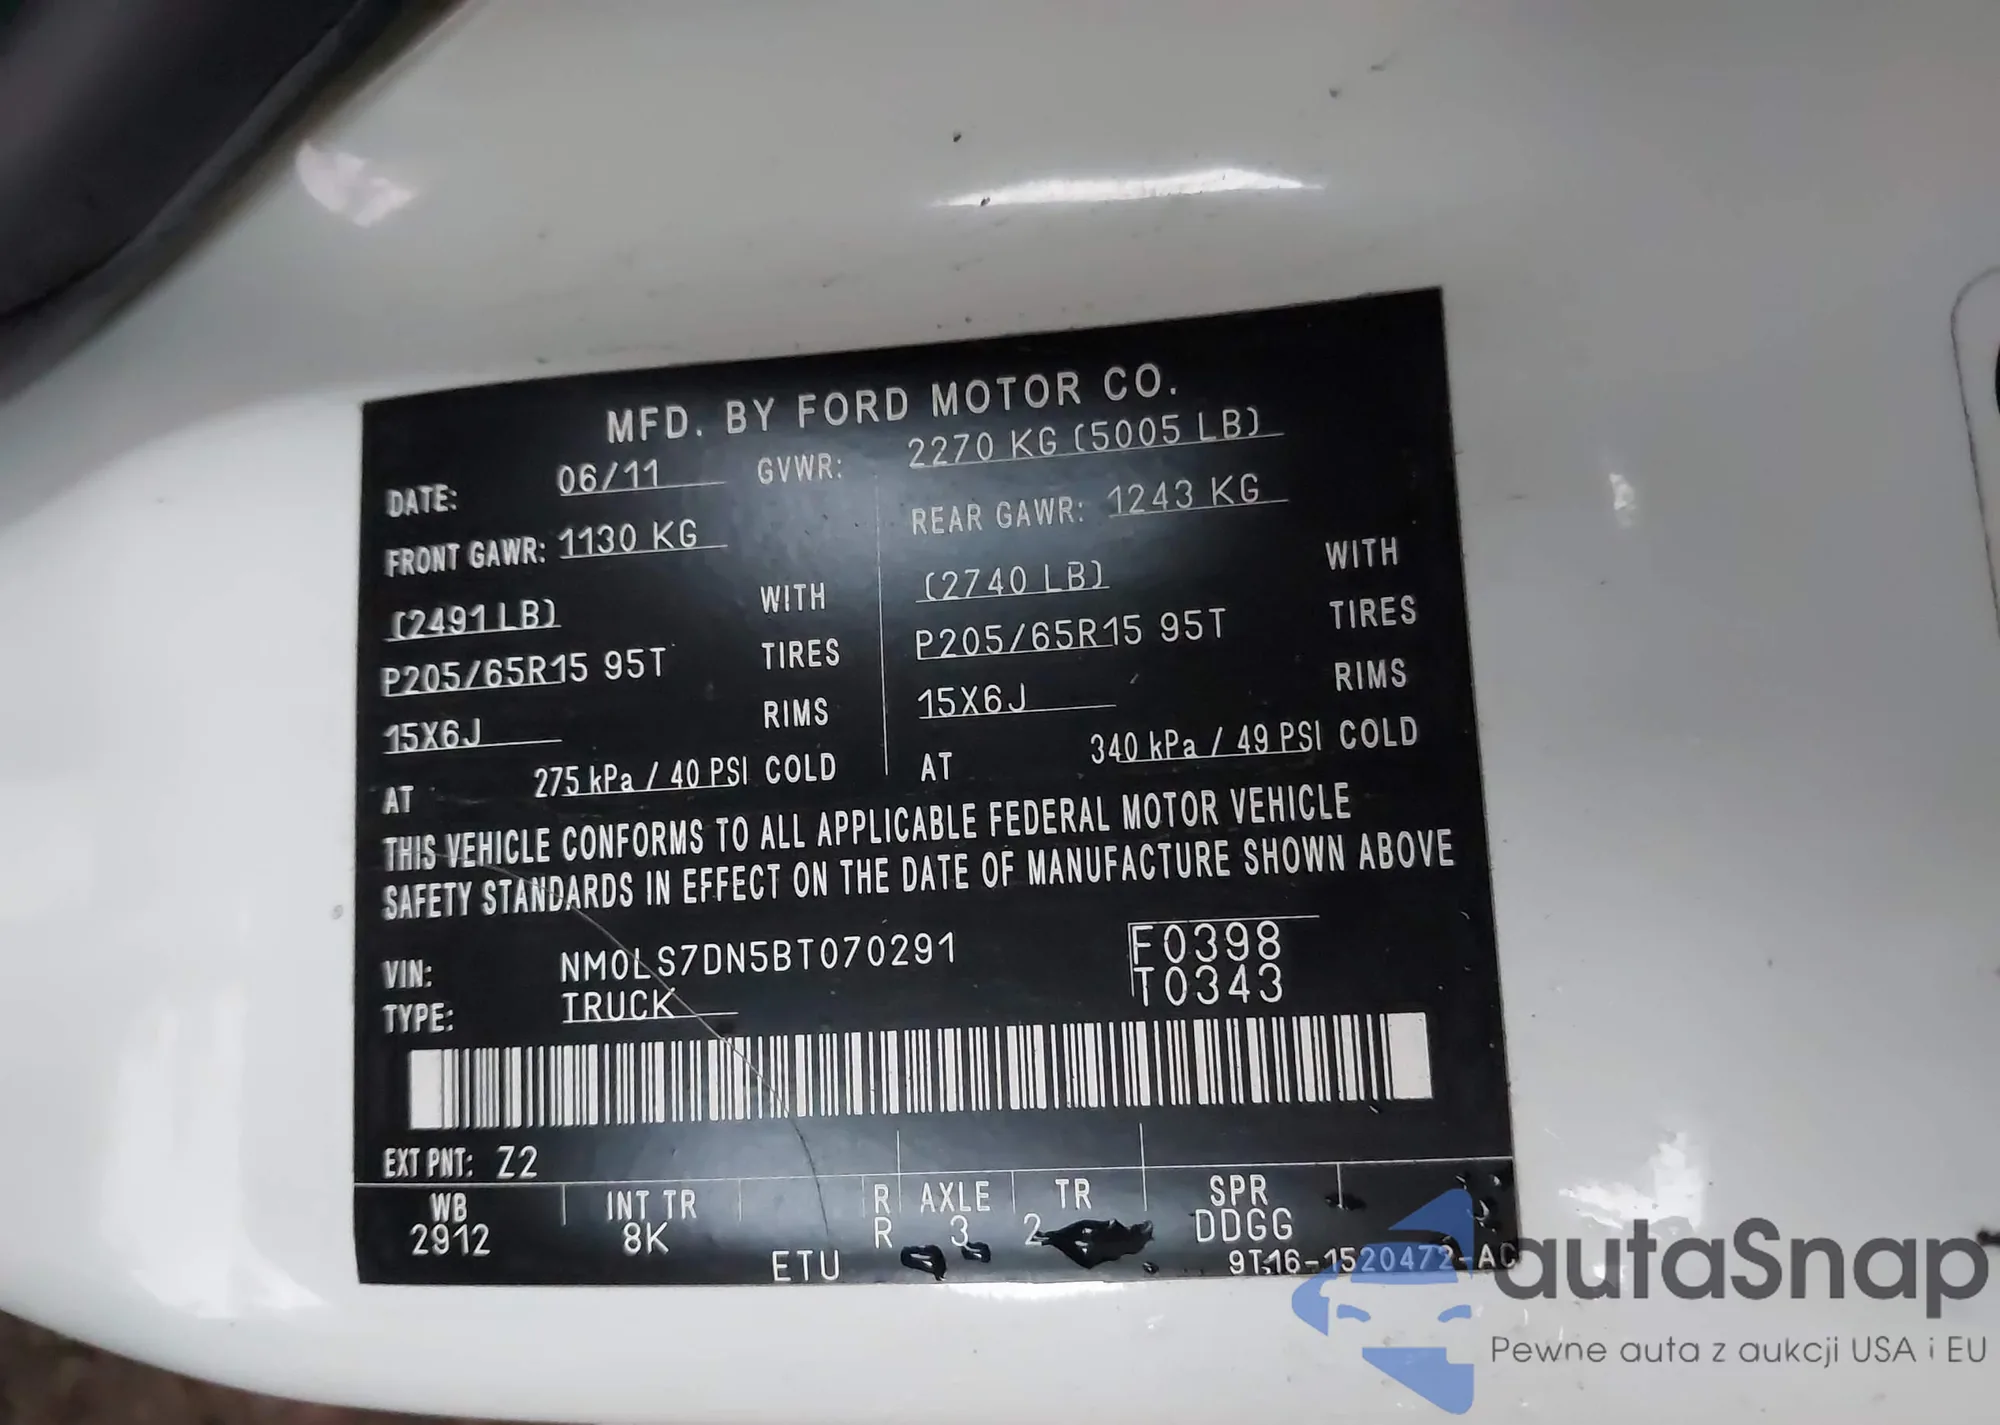 MFD. BY FORD MOTOR CO.
DATE: 06/11 GVWR: 2270 KG (5005 LB)
FRONT GAWR: 1130 KG REAR GAWR: 1243 KG
(2491 LB) WITH (2740 LB) WITH
P205/65R15 95T TIRES P205/65R15 95T TIRES
15X6J RIMS 15X6J RIMS
AT 275 kPa / 40 PSI COLD AT 340 kPa / 49 PSI COLD
THIS VEHICLE CONFORMS TO ALL APPLICABLE FEDERAL MOTOR VEHICLE
SAFETY STANDARDS IN EFFECT ON THE DATE OF MANUFACTURE SHOWN ABOVE
VIN: NM0LS7DN5BT070291 F0398
TYPE: TRUCK T0343
EXT PNT: Z2
WB INT TR R AXLE TR SPR
2912 8K R 3 2 DDGG
ETU 9T16-1520472-AC
autaSnap
Pewne auta z aukcji USA i EU